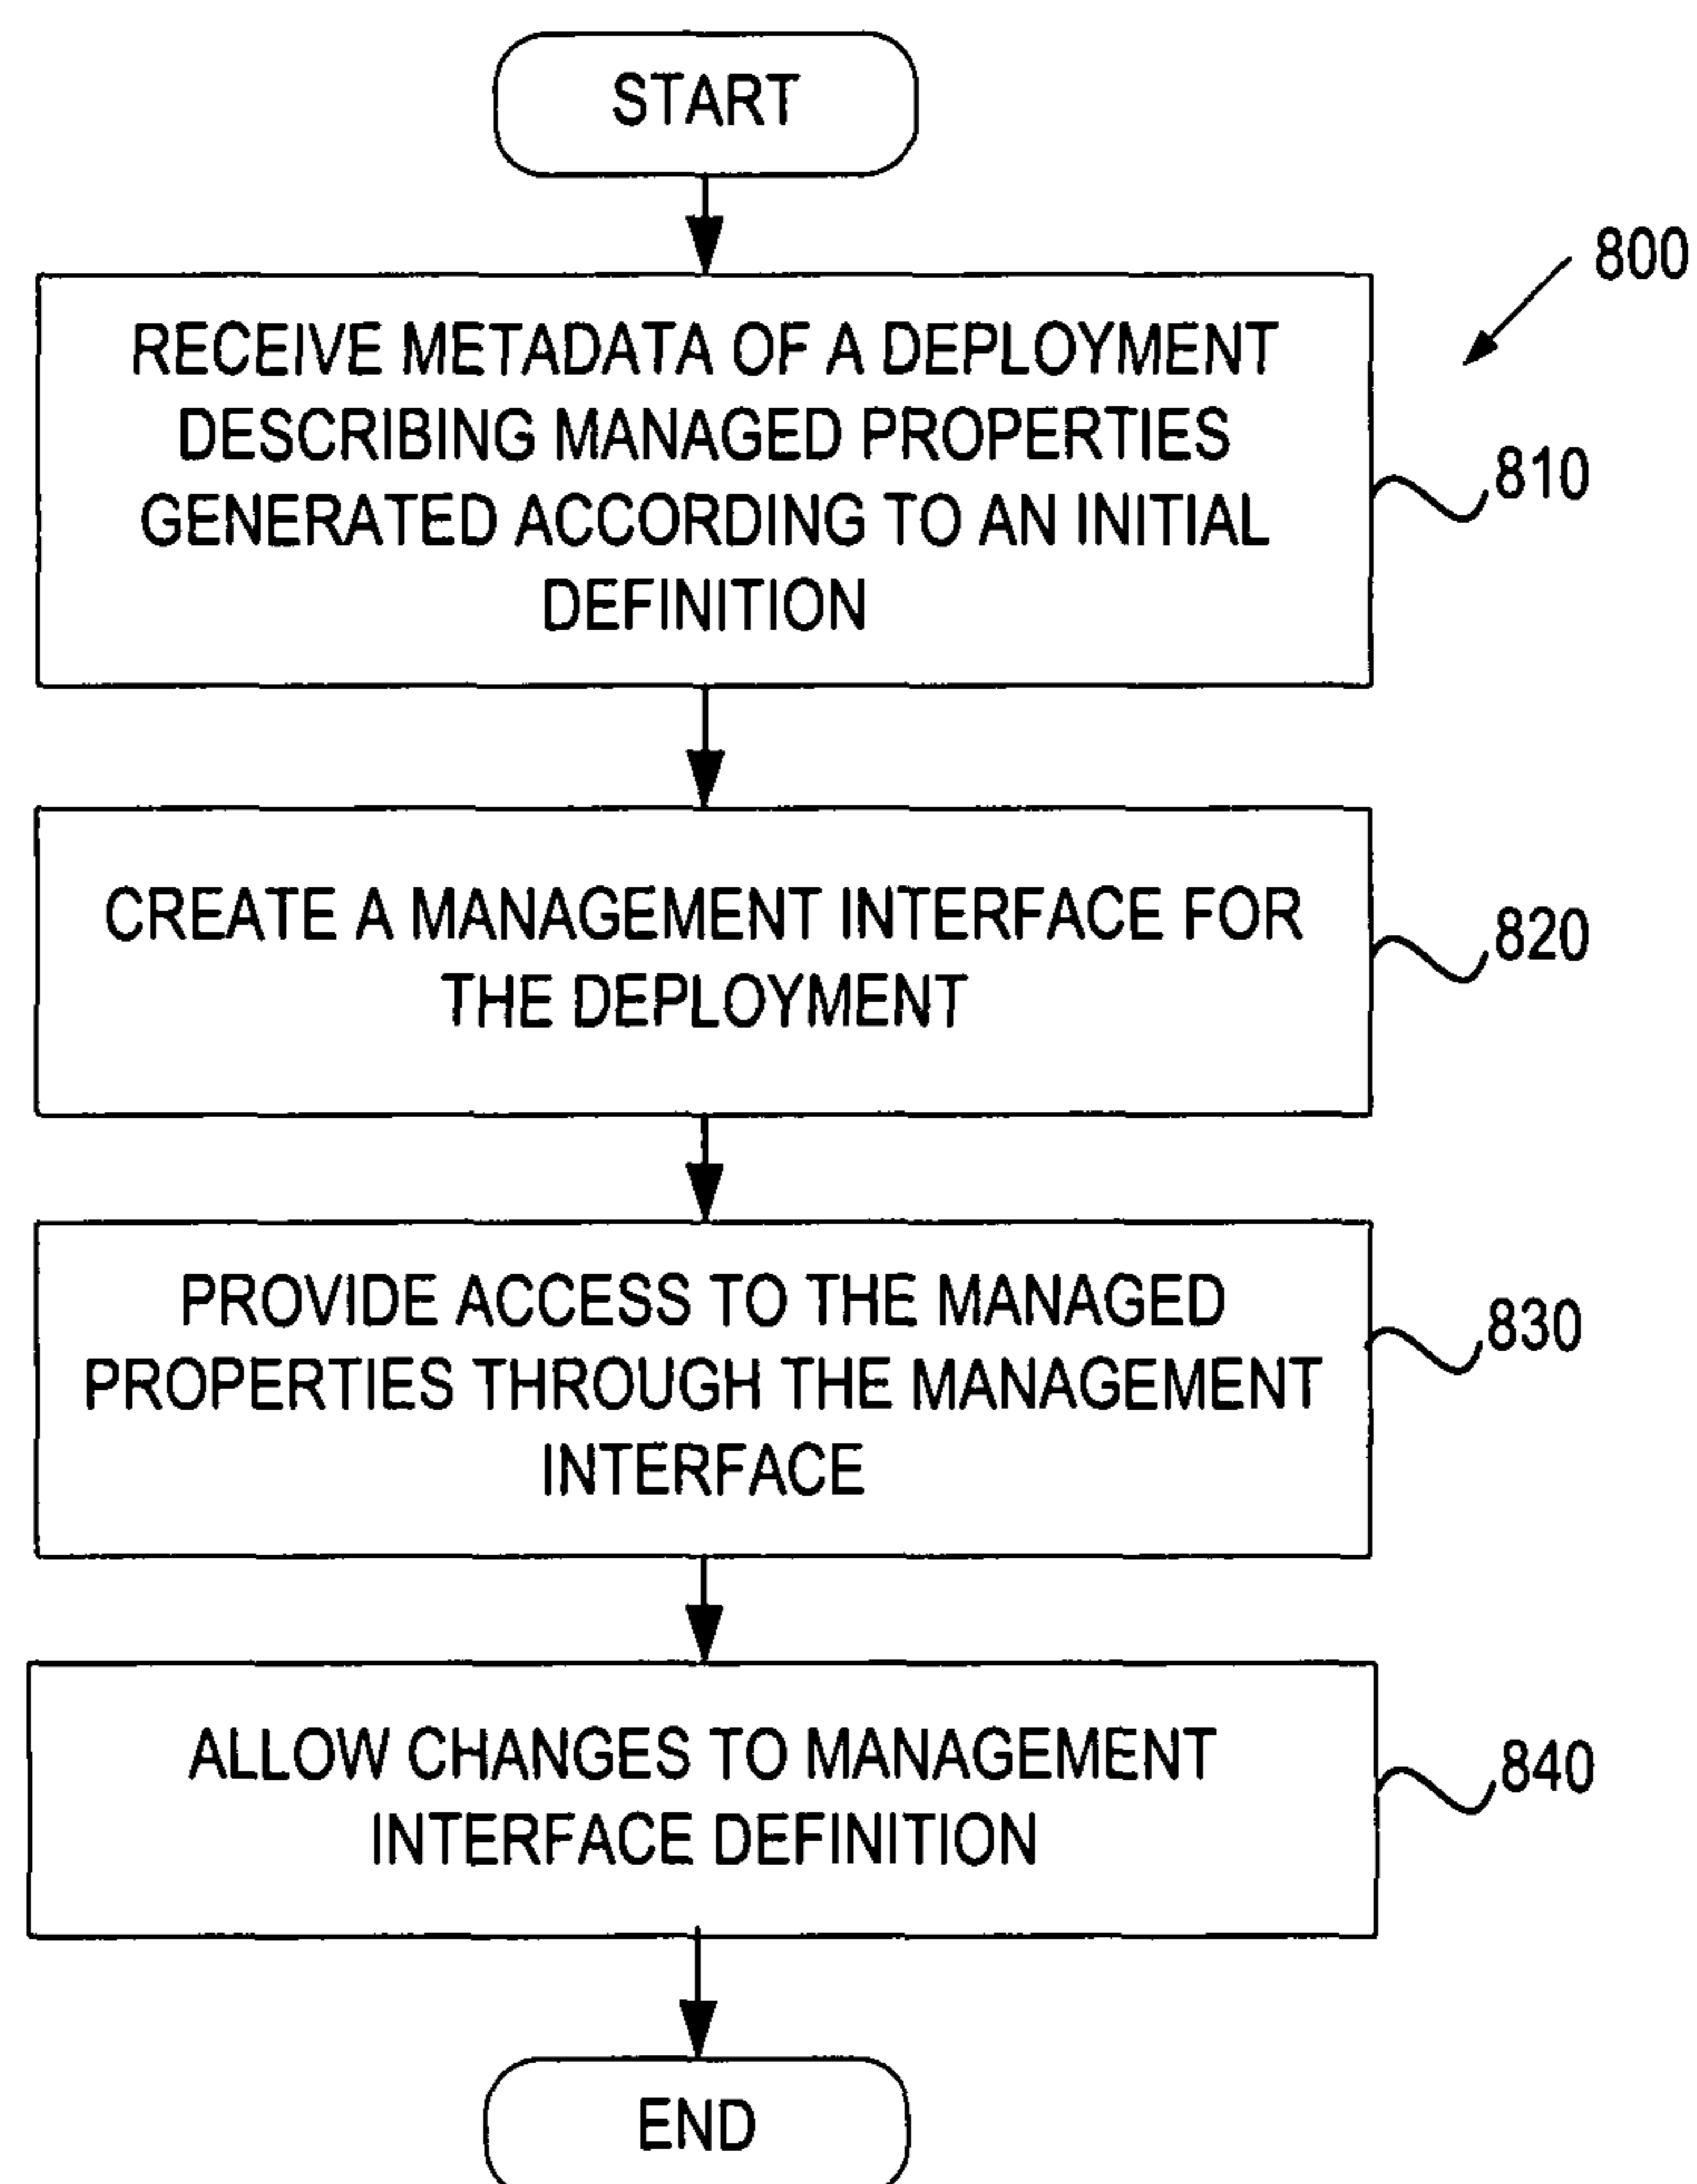 START
800
RECEIVE METADATA OF A DEPLOYMENT
DESCRIBING MANAGED PROPERTIES
GENERATED ACCORDING TO AN INITIAL
DEFINITION
810
CREATE A MANAGEMENT INTERFACE FOR
THE DEPLOYMENT
820
PROVIDE ACCESS TO THE MANAGED
PROPERTIES THROUGH THE MANAGEMENT
INTERFACE
830
ALLOW CHANGES TO MANAGEMENT
INTERFACE DEFINITION
840
END